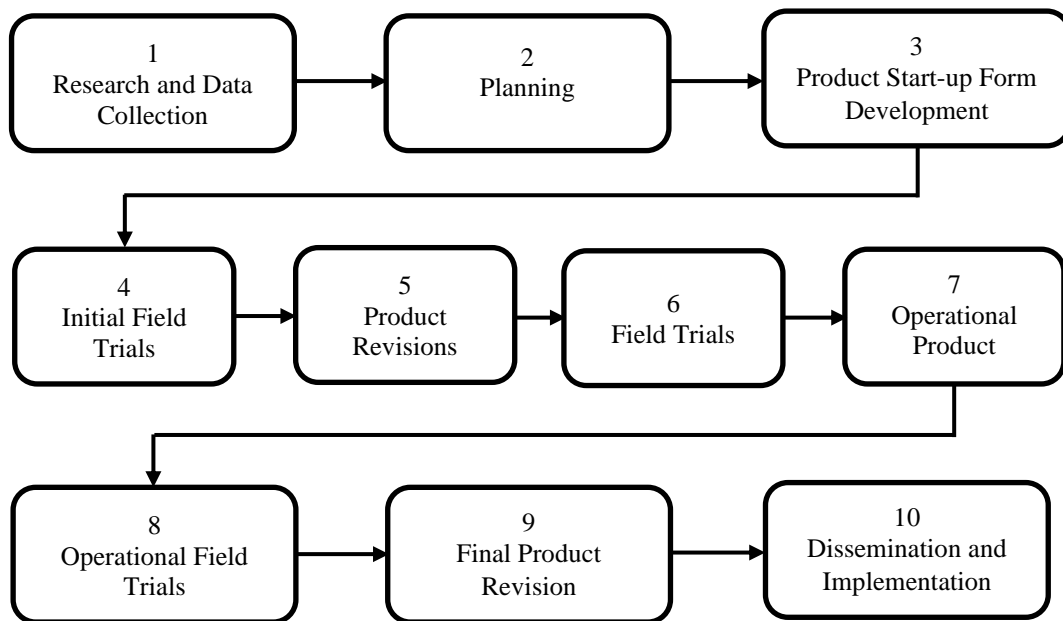 1
Research and Data
Collection
2
Planning
3
Product Start-up Form
Development
4
Initial Field
Trials
5
Product
Revisions
6
Field Trials
7
Operational
Product
8
Operational Field
Trials
9
Final Product
Revision
10
Dissemination and
Implementation